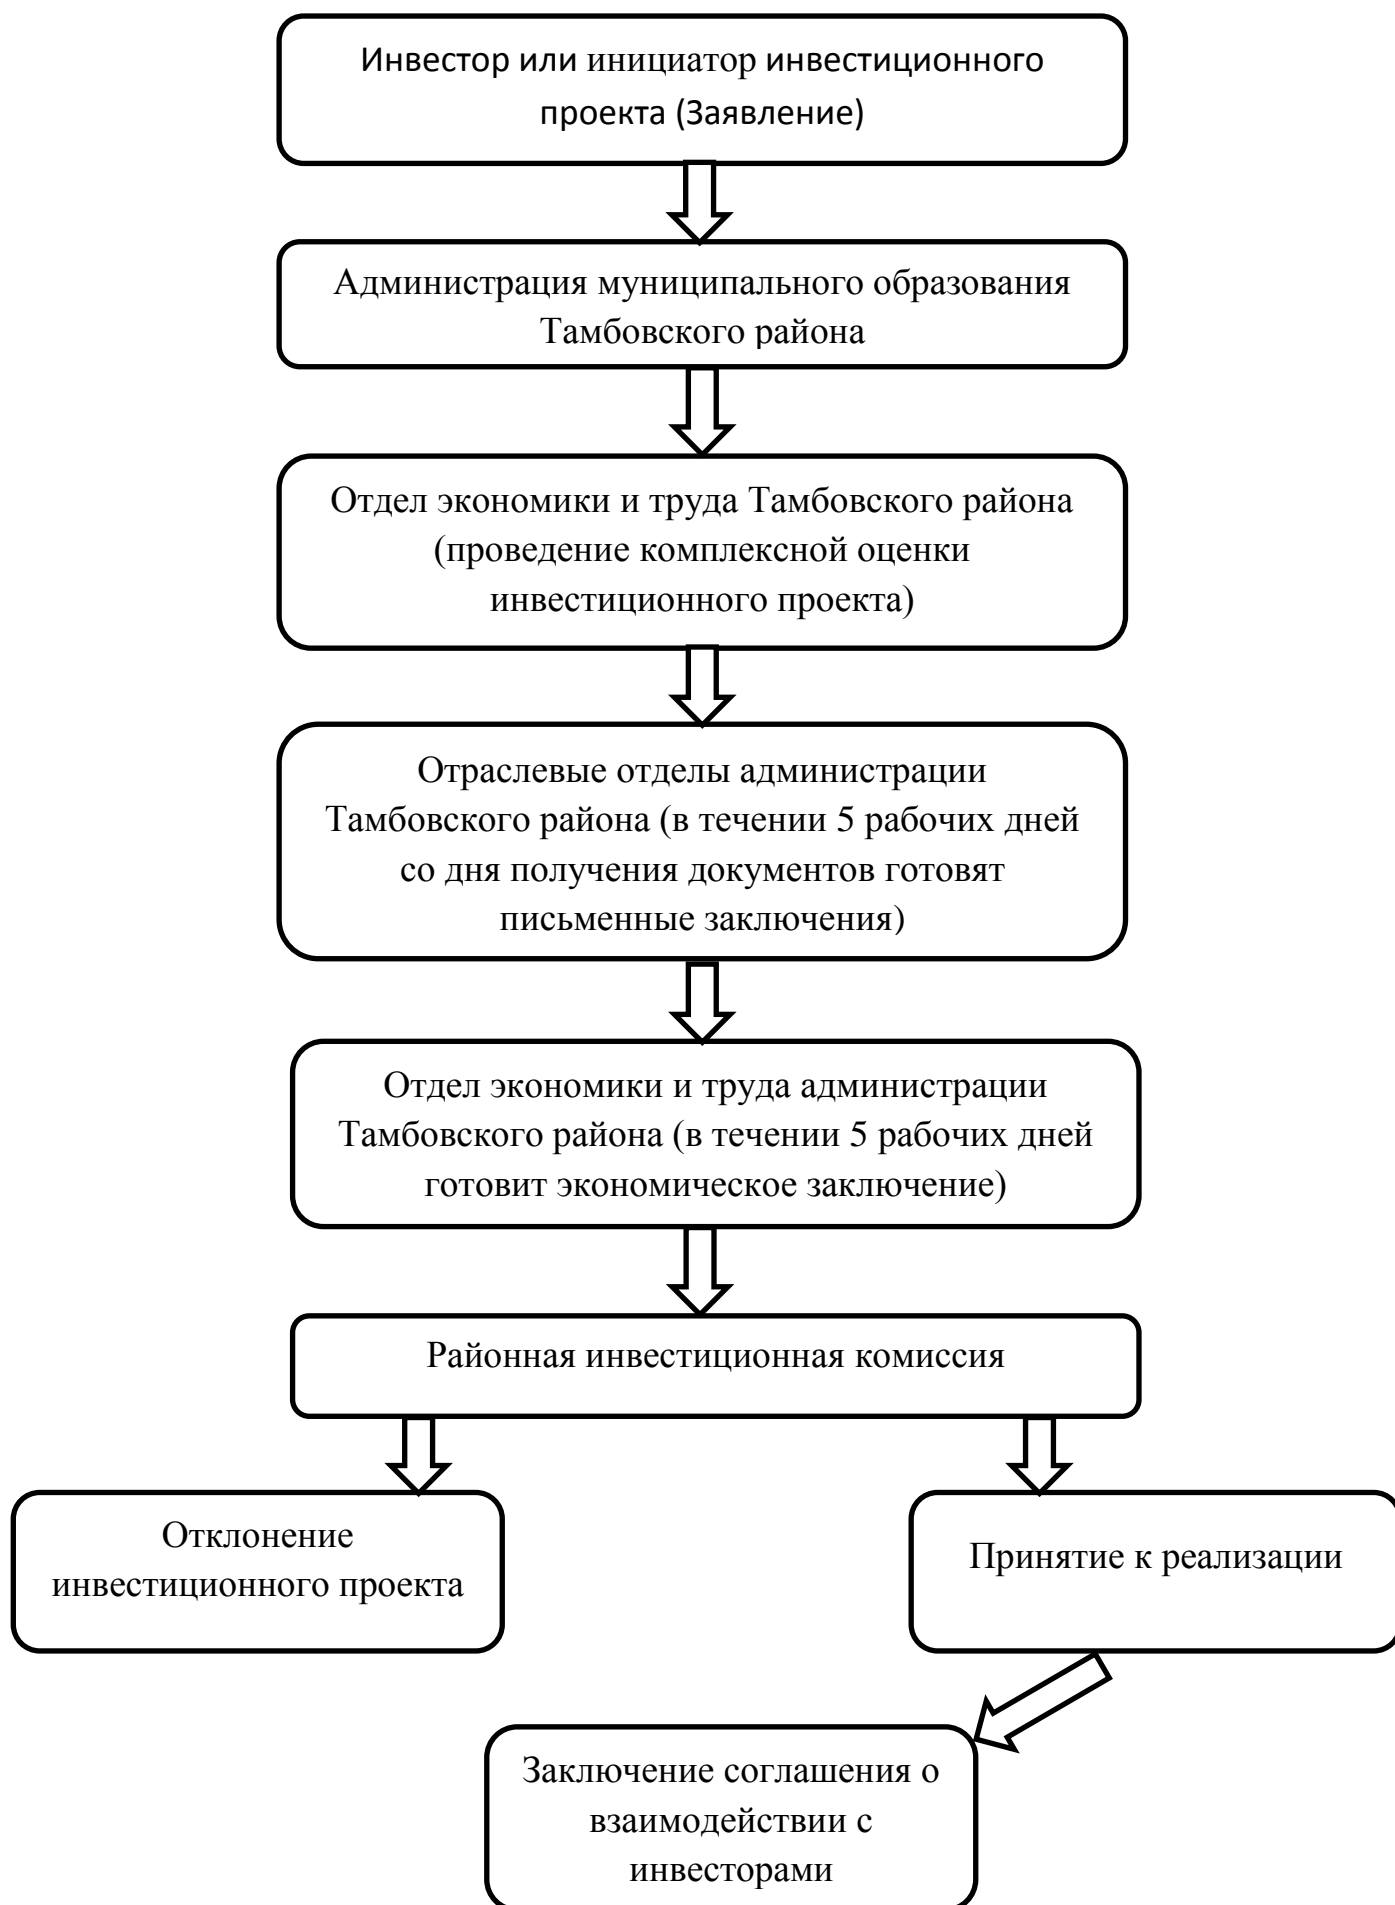 Инвестор или инициатор инвестиционного
проекта (Заявление)
Администрация муниципального образования
Тамбовского района
Отдел экономики и труда Тамбовского района
(проведение комплексной оценки
инвестиционного проекта)
Отраслевые отделы администрации
Тамбовского района (в течении 5 рабочих дней
со дня получения документов готовят
письменные заключения)
Отдел экономики и труда администрации
Тамбовского района (в течении 5 рабочих дней
готовит экономическое заключение)
Районная инвестиционная комиссия
Отклонение
инвестиционного проекта
Принятие к реализации
Заключение соглашения о
взаимодействии с
инвесторами